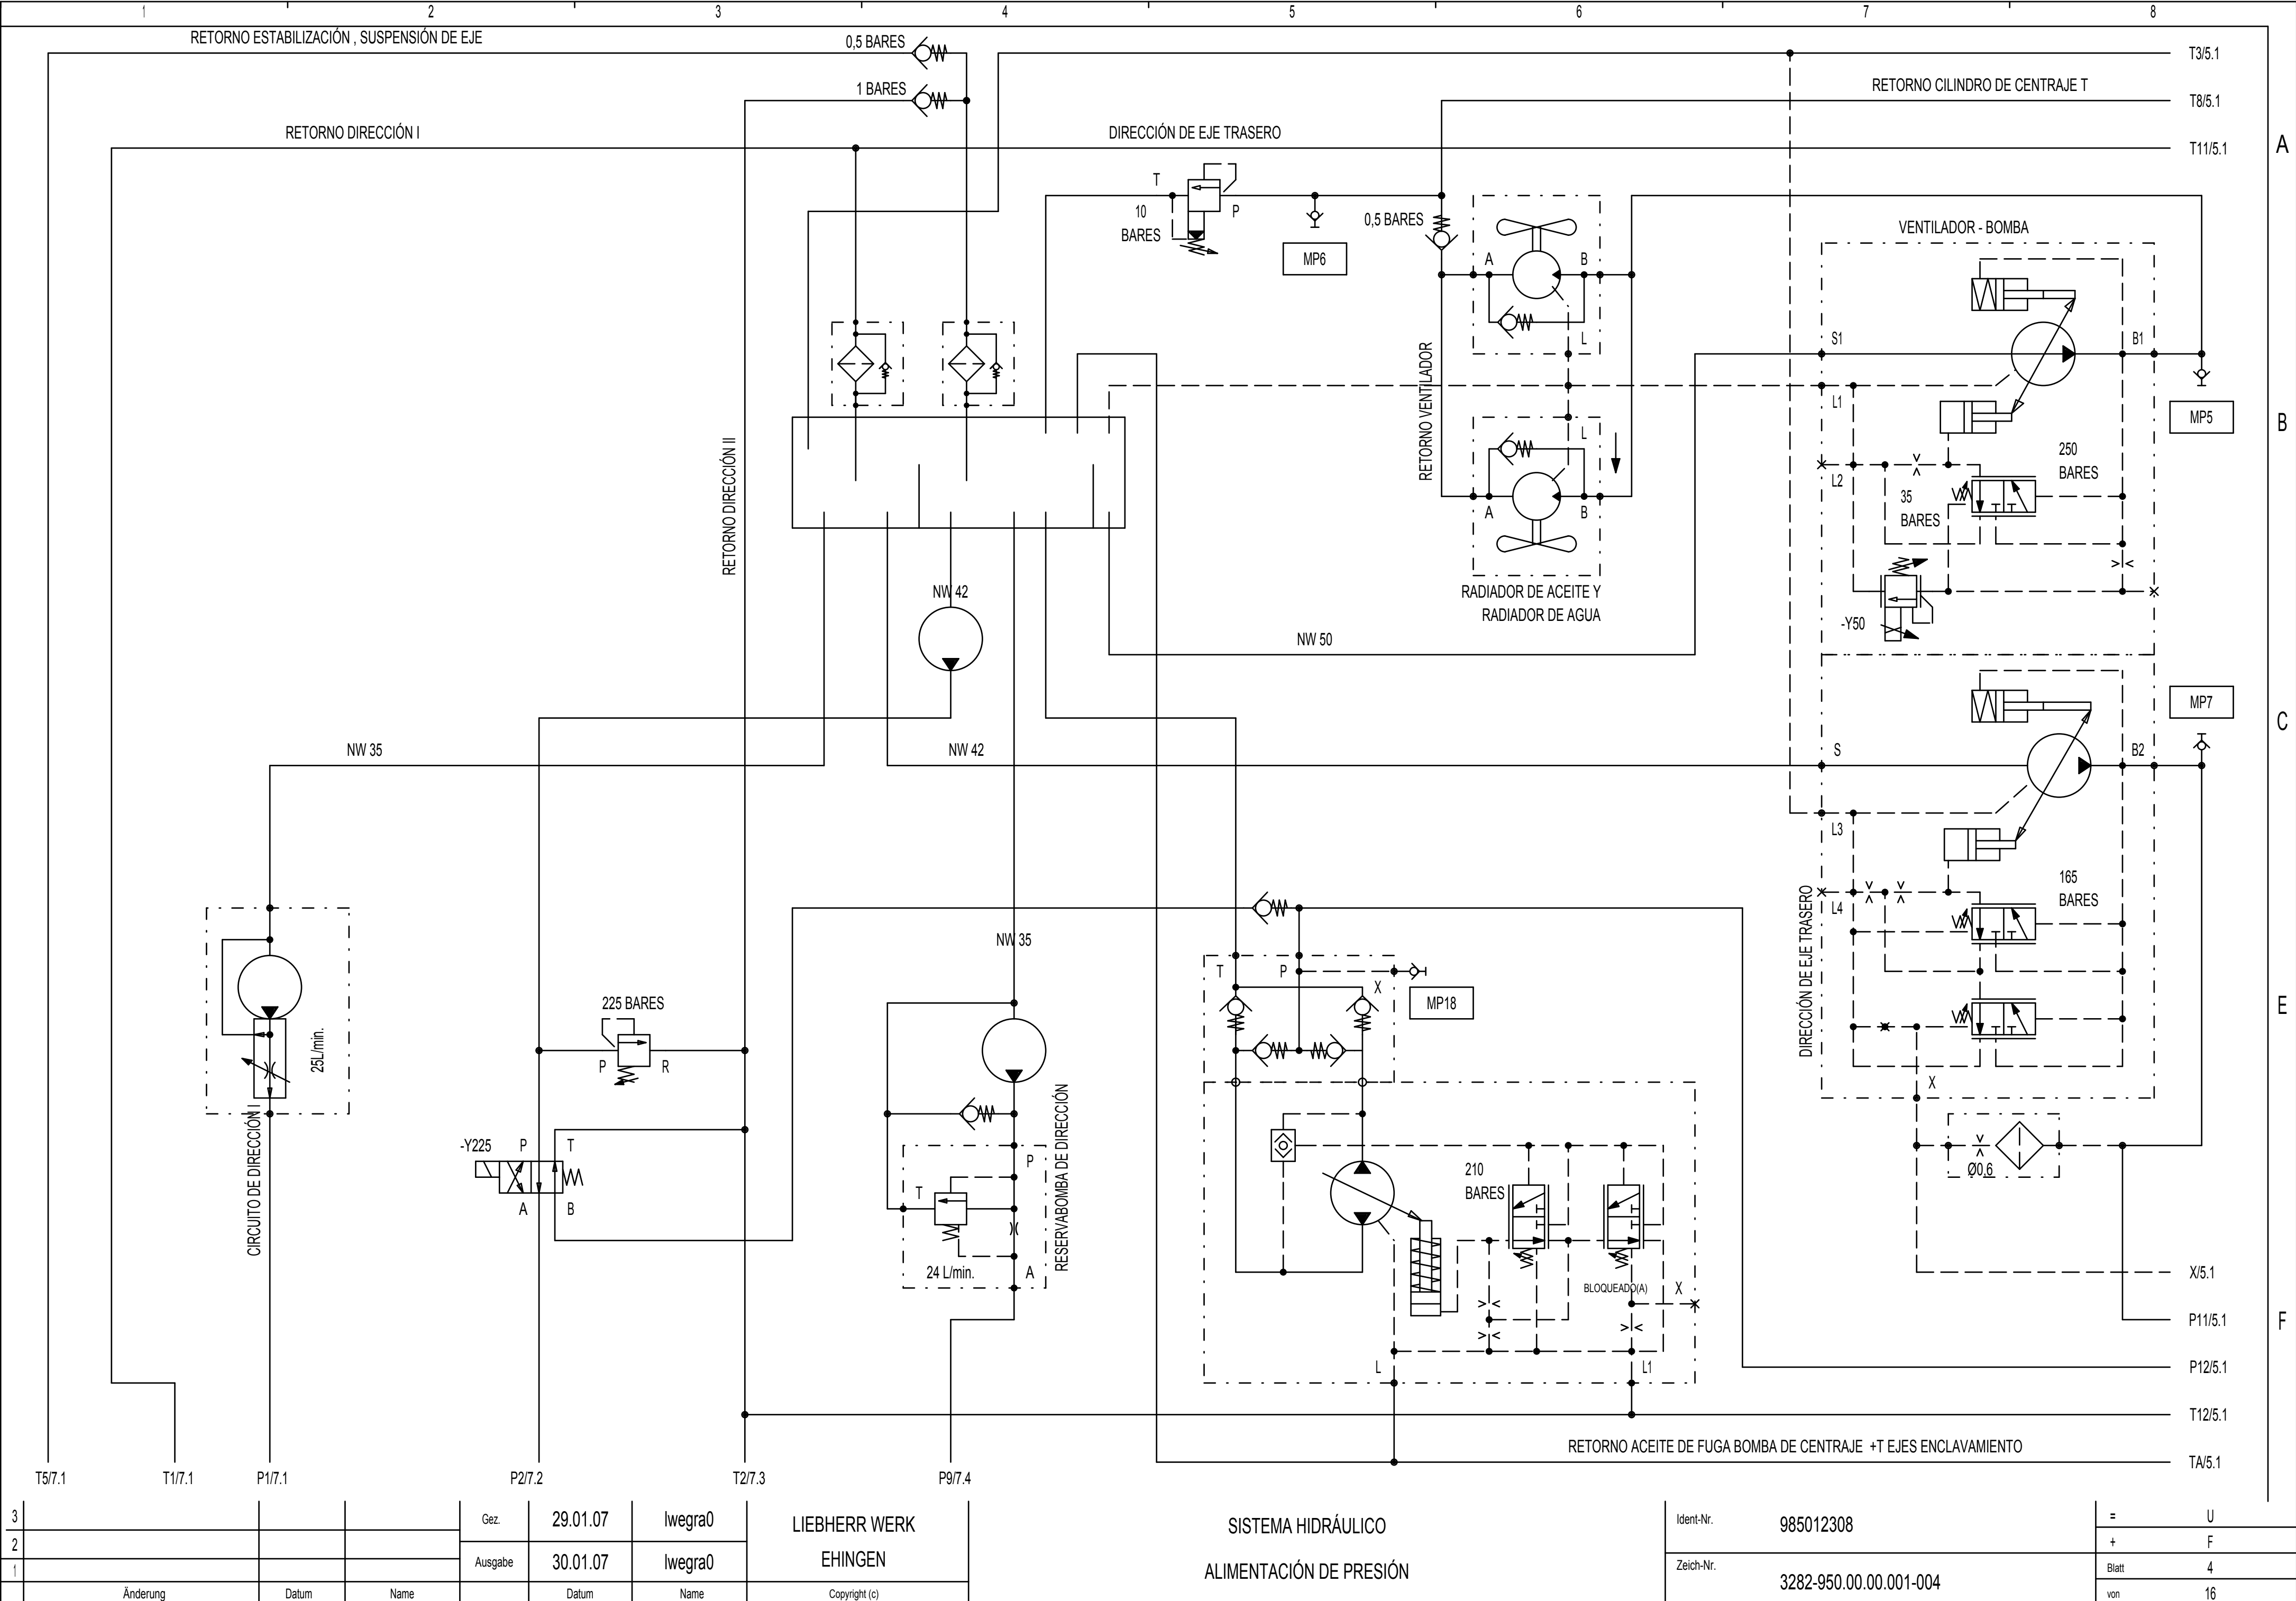 1 2 3 4 5 6 7 8
RETORNO ESTABILIZACIÓN , SUSPENSIÓN DE EJE
0,5 BARES
T3/5.1
1 BARES
RETORNO CILINDRO DE CENTRAJE T
T8/5.1
RETORNO DIRECCIÓN I
DIRECCIÓN DE EJE TRASERO
T11/5.1
A
T
10
BARES
P
MP6
0,5 BARES
A B
L
VENTILADOR - BOMBA
S1
B1
L1
MP5
B
RETORNO VENTILADOR
RETORNO DIRECCIÓN II
L
A B
L2
35
BARES
250
BARES
RADIADOR DE ACEITE Y
RADIADOR DE AGUA
-Y50
NW 42
NW 50
MP7
C
NW 35
NW 42
S
B2
L3
DIRECCIÓN DE EJE TRASERO
L4
165
BARES
NW 35
T
P
X
MP18
E
225 BARES
P
R
25L/min.
CIRCUITO DE DIRECCIÓN I
X
-Y225
P
T
A
B
RESERVABOMBA DE DIRECCIÓN
P
T
24 L/min.
A
210
BARES
Ø0,6
BLOQUEADO(A)
X
L
L1
X/5.1
P11/5.1
F
P12/5.1
T12/5.1
RETORNO ACEITE DE FUGA BOMBA DE CENTRAJE +T EJES ENCLAVAMIENTO
TA/5.1
T5/7.1
T1/7.1
P1/7.1
P2/7.2
T2/7.3
P9/7.4
3
2
1
Änderung
Datum
Name
Gez.
29.01.07
lwegra0
Ausgabe
30.01.07
lwegra0
Datum
Name
LIEBHERR WERK
EHINGEN
Copyright (c)
SISTEMA HIDRÁULICO
ALIMENTACIÓN DE PRESIÓN
Ident-Nr.
985012308
Zeich-Nr.
3282-950.00.00.001-004
= U
+ F
Blatt 4
von 16